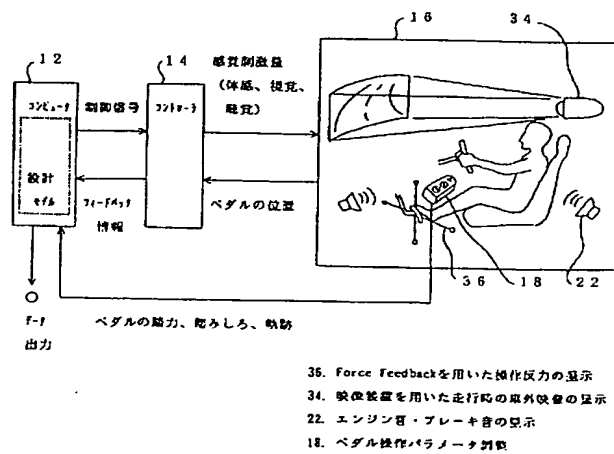 １２
１４
１６
３４
感覚刺激量
（体感、視覚、
聴覚）
コンピュータ
制御信号
コントローラ
設計
モデル
フィードバック
情報
ペダルの位置
３６
１８
２２
データ
出力
ペダルの踏力、踏みしろ、軌跡
36. Force Feedbackを用いた操作反力の呈示
34. 映像装置を用いた走行時の車外映像の呈示
22. エンジン音・ブレーキ音の呈示
18. ペダル操作パラメータ調整